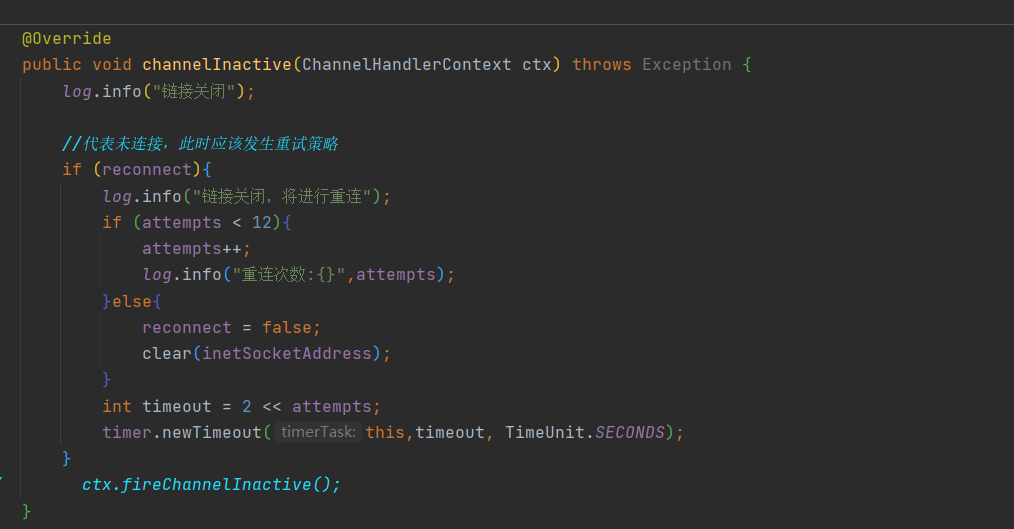 @Override
public void channelInactive(ChannelHandlerContext ctx) throws Exception {
log.info("链接关闭");
//代表未连接，此时应该发生重试策略
if (reconnect){
log.info("链接关闭，将进行重连");
if (attempts < 12){
attempts++;
log.info("重连次数:{}",attempts);
}else{
reconnect = false;
clear(inetSocketAddress);
}
int timeout = 2 << attempts;
timer.newTimeout( timerTask: this,timeout, TimeUnit.SECONDS);
}
ctx.fireChannelInactive();
}